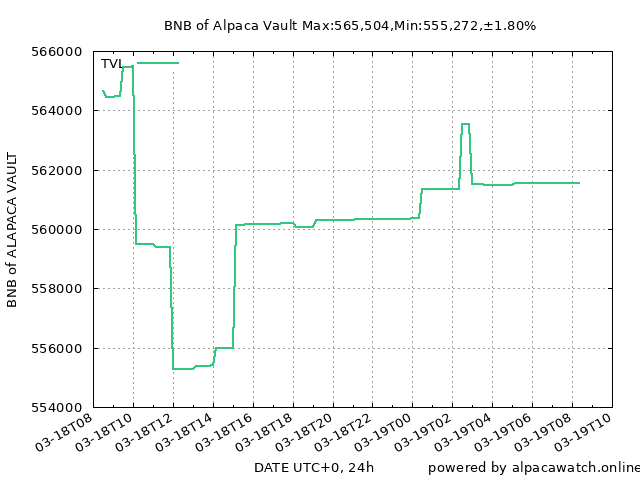 BNB of Alpaca Vault Max:565,504,Min:555,272,±1.80%
BNB of ALAPACA VAULT
TVL
566000
564000
562000
560000
558000
556000
554000
03-18T08
03-18T10
03-18T12
03-18T14
03-18T16
03-18T18
03-18T20
03-18T22
03-19T00
03-19T02
03-19T04
03-19T06
03-19T08
03-19T10
DATE UTC+0, 24h
powered by alpacawatch.online